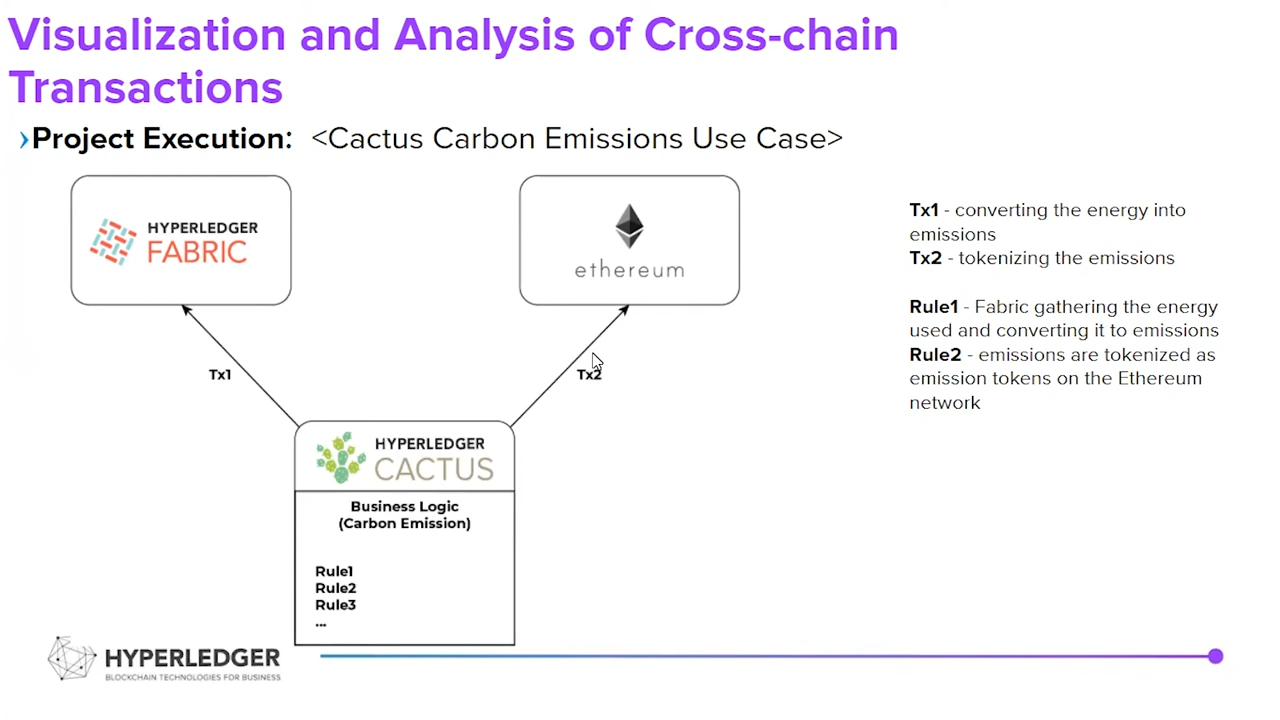 Visualization and Analysis of Cross-chain
Transactions
›Project Execution: <Cactus Carbon Emissions Use Case>
HYPERLEDGER
FABRIC
ethereum
Tx1 - converting the energy into
emissions
Tx2 - tokenizing the emissions
Rule1 - Fabric gathering the energy
used and converting it to emissions
Rule2 - emissions are tokenized as
emission tokens on the Ethereum
network
Tx1
Tx2
HYPERLEDGER
CACTUS
Business Logic
(Carbon Emission)
Rule1
Rule2
Rule3
...
HYPERLEDGER
BLOCKCHAIN TECHNOLOGIES FOR BUSINESS